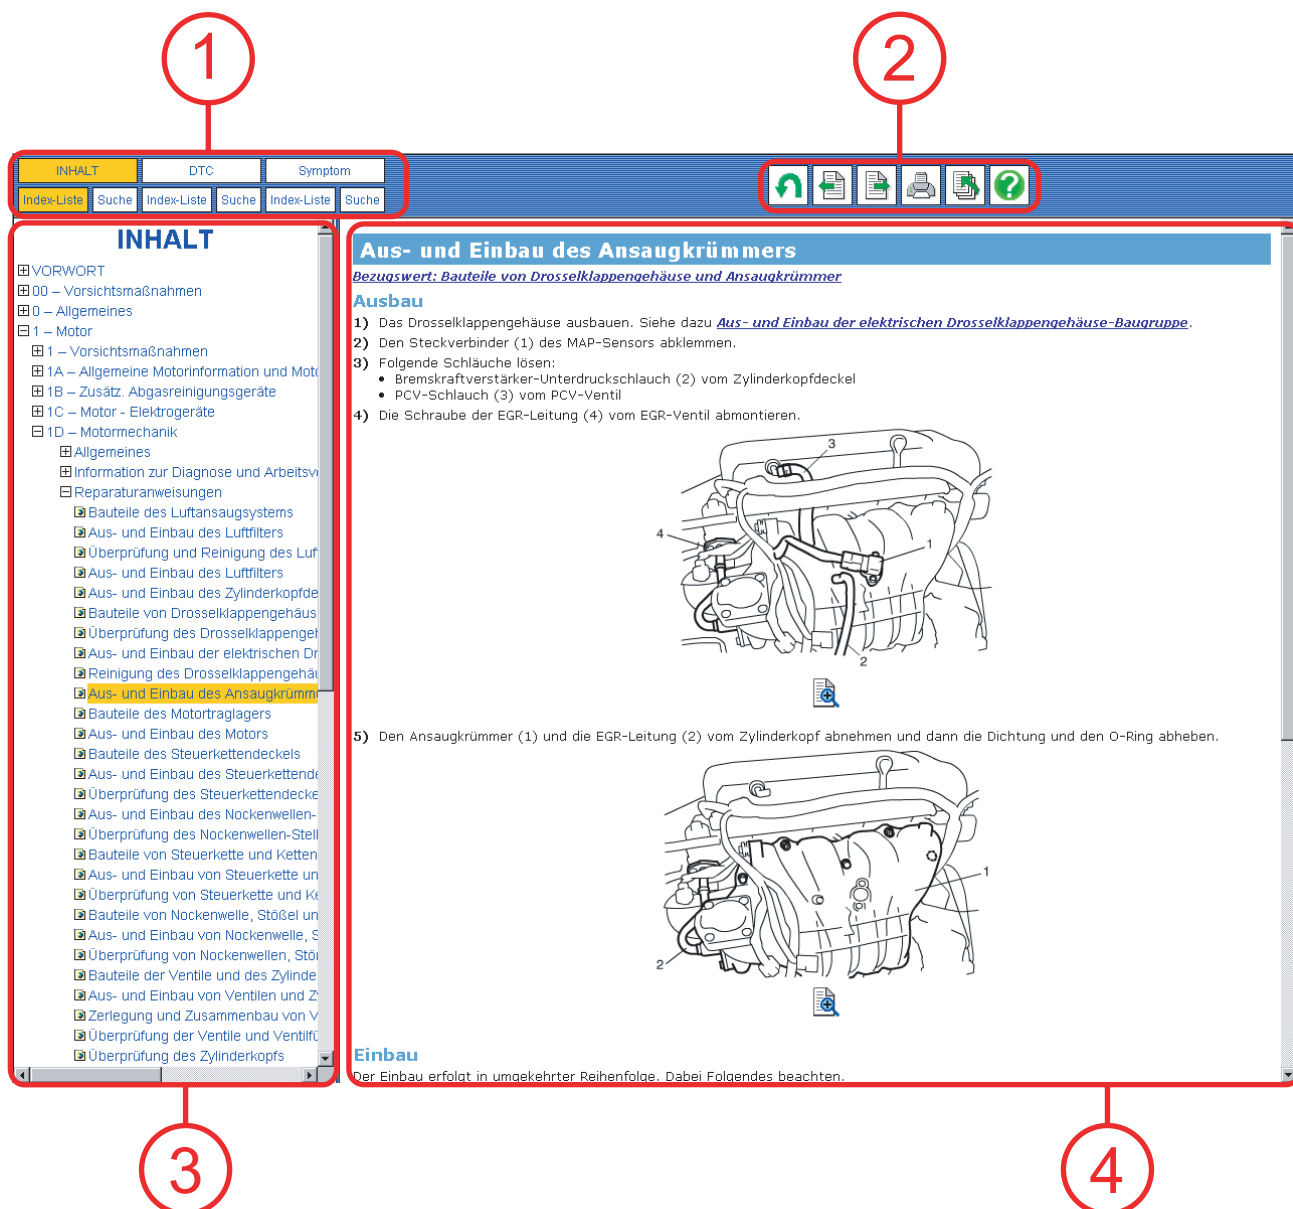 1
2
INHALT DTC Symptom
Index-Liste Suche Index-Liste Suche Index-Liste Suche
INHALT
VORWORT
00 – Vorsichtsmaßnahmen
0 – Allgemeines
1 – Motor
1 – Vorsichtsmaßnahmen
1A – Allgemeine Motorinformation und
1B – Zusätz. Abgasreinigungsgeräte
1C – Motor - Elektrogeräte
1D – Motormechanik
Allgemeines
Information zur Diagnose und
Reparaturanweisungen
Bauteile des Luftansaugsystems
Aus- und Einbau des Luftfilters
Überprüfung und Reinigung des
Aus- und Einbau des Luftfilters
Aus- und Einbau des Zylinderkopfde
Bauteile von Drosselklappengehäus
Überprüfung des Drosselklappenge
Aus- und Einbau der elektrischen
Reinigung des Drosselklappengehä
Aus- und Einbau des Ansaugkrümm
Bauteile des Motortraglagers
Aus- und Einbau des Motors
Bauteile des Steuerkettendeckels
Aus- und Einbau des Steuerkettend
Überprüfung des Steuerkettendecke
Aus- und Einbau des Nockenwellen-
Überprüfung des Nockenwellen-Stell
Bauteile von Steuerkette und Ketten
Aus- und Einbau von Steuerkette un
Überprüfung von Steuerkette und
Bauteile von Nockenwelle, Stößel un
Aus- und Einbau von Nockenwelle,
Überprüfung von Nockenwellen,
Bauteile der Ventile und des Zylinde
Aus- und Einbau von Ventilen und
Zerlegung und Zusammenbau von
Überprüfung der Ventile und
Überprüfung des Zylinderkopfs
Aus- und Einbau des Ansaugkrümmers
Bezugswert: Bauteile von Drosselklappengehäuse und Ansaugkrümmer
Ausbau
1) Das Drosselklappengehäuse ausbauen. Siehe dazu Aus- und Einbau der elektrischen Drosselklappengehäuse-Baugruppe.
2) Den Steckverbinder (1) des MAP-Sensors abklemmen.
3) Folgende Schläuche lösen:
• Bremskraftverstärker-Unterdruckschlauch (2) vom Zylinderkopfdeckel
• PCV-Schlauch (3) vom PCV-Ventil
4) Die Schraube der EGR-Leitung (4) vom EGR-Ventil abmontieren.
3
4
1
2
5) Den Ansaugkrümmer (1) und die EGR-Leitung (2) vom Zylinderkopf abnehmen und dann die Dichtung und den O-Ring abheben.
1
2
Einbau
Der Einbau erfolgt in umgekehrter Reihenfolge. Dabei Folgendes beachten.
3
4